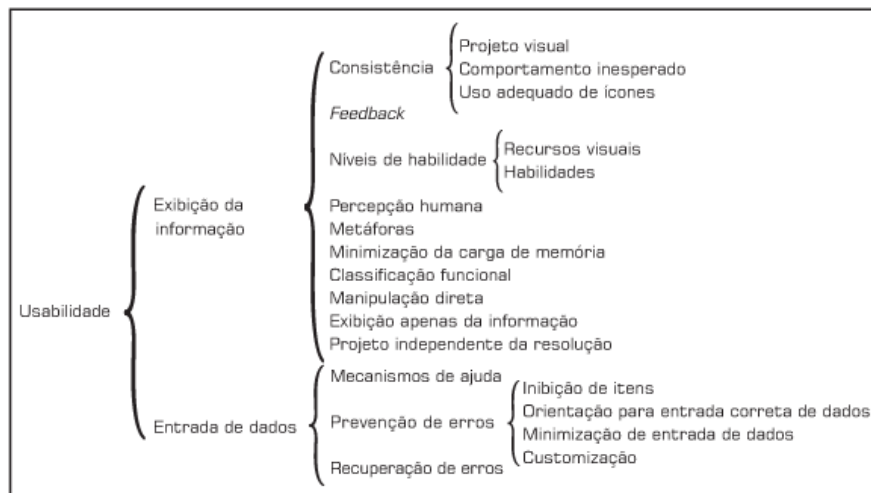 Usabilidade
Exibição da
informação
Consistência
Projeto visual
Comportamento inesperado
Uso adequado de ícones
Feedback
Níveis de habilidade
Recursos visuais
Habilidades
Percepção humana
Metáforas
Minimização da carga de memória
Classificação funcional
Manipulação direta
Exibição apenas da informação
Projeto independente da resolução
Entrada de dados
Mecanismos de ajuda
Prevenção de erros
Inibição de itens
Orientação para entrada correta de dados
Minimização de entrada de dados
Customização
Recuperação de erros